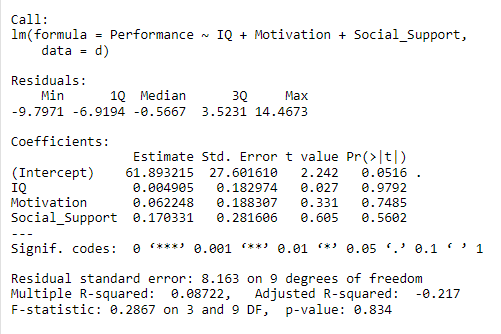 Call:
lm(formula = Performance ~ IQ + Motivation + Social_Support,
    data = d)
Residuals:
    Min      1Q  Median      3Q     Max
-9.7971 -6.9194 -0.5667  3.5231 14.4673
Coefficients:
                Estimate Std. Error t value Pr(>|t|)
(Intercept)    61.893215  27.601610   2.242   0.0516 .
IQ              0.004905   0.182974   0.027   0.9792
Motivation      0.062248   0.188307   0.331   0.7485
Social_Support  0.170331   0.281606   0.605   0.5602
---
Signif. codes:  0 ‘***’ 0.001 ‘**’ 0.01 ‘*’ 0.05 ‘.’ 0.1 ‘ ’ 1
Residual standard error: 8.163 on 9 degrees of freedom
Multiple R-squared:  0.08722,   Adjusted R-squared:  -0.217
F-statistic: 0.2867 on 3 and 9 DF,  p-value: 0.834